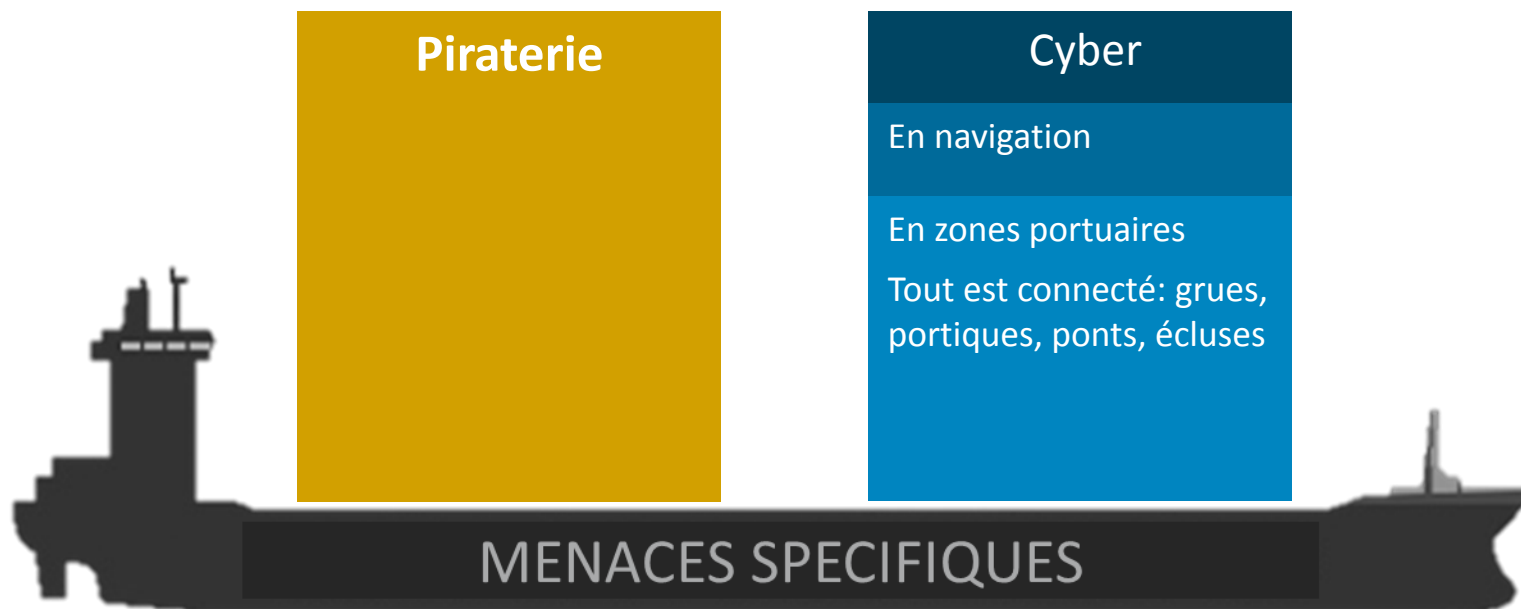 Piraterie
Cyber
En navigation
En zones portuaires
Tout est connecté: grues,
portiques, ponts, écluses
MENACES SPECIFIQUES